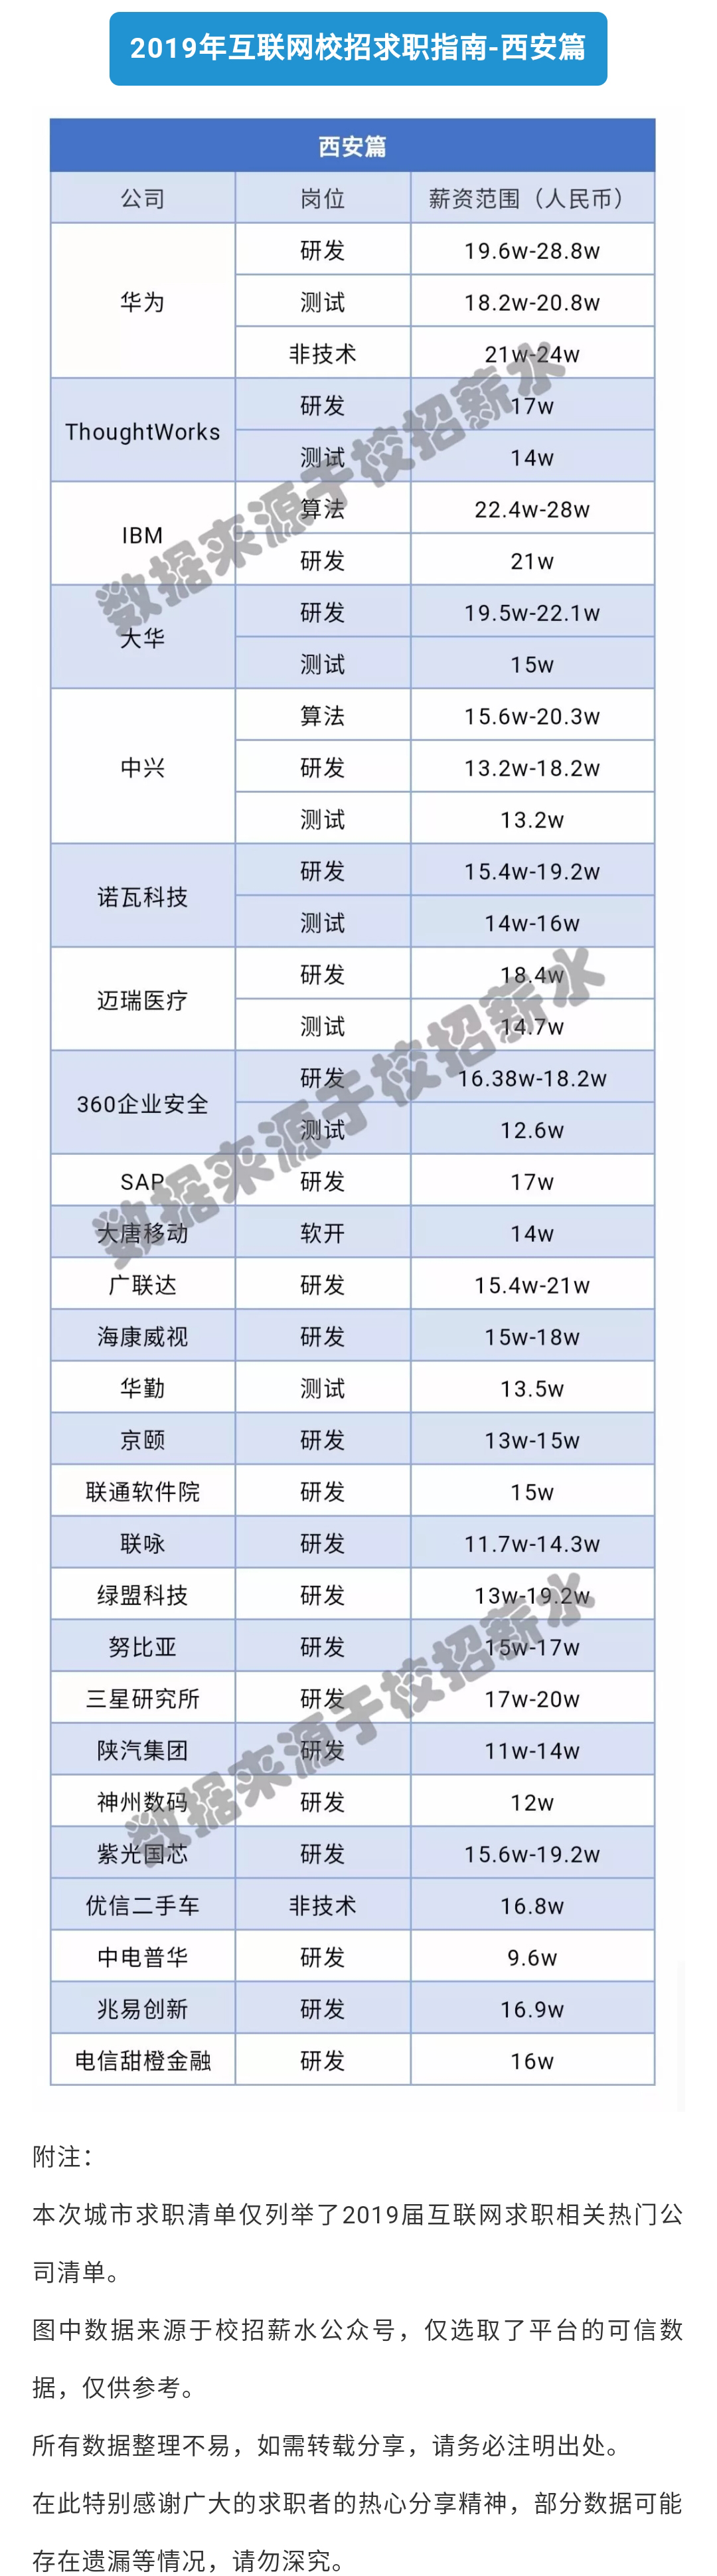 2019年互联网校招求职指南-西安篇
西安篇
公司 岗位 薪资范围（人民币）
华为 研发 19.6w-28.8w
测试 18.2w-20.8w
非技术 21w-24w
ThoughtWorks 研发 17w
测试 14w
IBM 算法 22.4w-28w
研发 21w
大华 研发 19.5w-22.1w
测试 15w
中兴 算法 15.6w-20.3w
研发 13.2w-18.2w
测试 13.2w
诺瓦科技 研发 15.4w-19.2w
测试 14w-16w
迈瑞医疗 研发 18.4w
测试 14.7w
360企业安全 研发 16.38w-18.2w
测试 12.6w
SAP 研发 17w
大唐移动 软开 14w
广联达 研发 15.4w-21w
海康威视 研发 15w-18w
华勤 测试 13.5w
京颐 研发 13w-15w
联通软件院 研发 15w
联咏 研发 11.7w-14.3w
绿盟科技 研发 13w-19.2w
努比亚 研发 15w-17w
三星研究所 研发 17w-20w
陕汽集团 研发 11w-14w
神州数码 研发 12w
紫光国芯 研发 15.6w-19.2w
优信二手车 非技术 16.8w
中电普华 研发 9.6w
兆易创新 研发 16.9w
电信甜橙金融 研发 16w
数据来源于校招薪水
数据来源于校招薪水
数据来源于校招薪水
附注：
本次城市求职清单仅列举了2019届互联网求职相关热门公
司清单。
图中数据来源于校招薪水公众号，仅选取了平台的可信数
据，仅供参考。
所有数据整理不易，如需转载分享，请务必注明出处。
在此特别感谢广大的求职者的热心分享精神，部分数据可能
存在遗漏等情况，请勿深究。